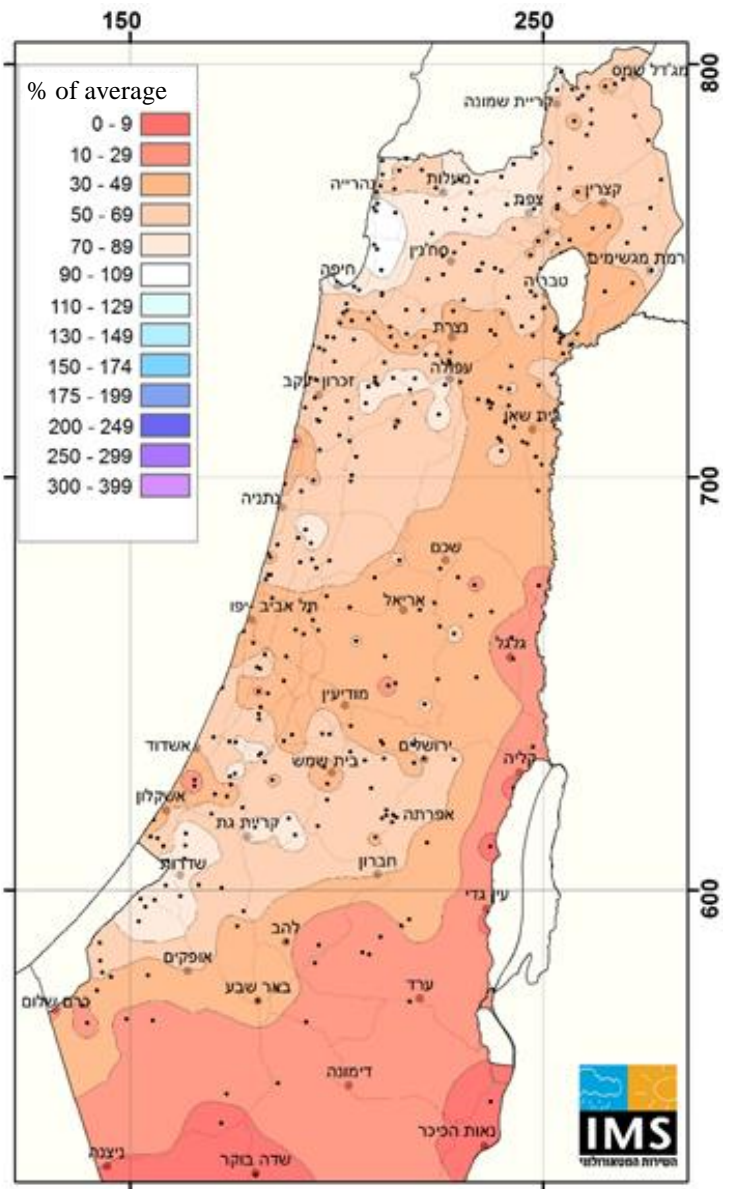 150
250
800
700
600
% of average
0 - 9
10 - 29
30 - 49
50 - 69
70 - 89
90 - 109
110 - 129
130 - 149
150 - 174
175 - 199
200 - 249
250 - 299
300 - 399
מג'דל שמס
קריית שמונה
נהרייה
מעלות
צפת
קצרין
סח'נין
חיפה
טבריה
רמת מגשימים
נצרת
עפולה
זכרון יעקב
בית שאן
נתניה
שכם
אריאל
תל אביב - יפו
גלגל
מודיעין
אשדוד
ירושלים
בית שמש
קליה
אשקלון
קריית גת
אפרתה
שדרות
חברון
עין גדי
להב
אופקים
באר שבע
ערד
כרם שלום
דימונה
נאות הכיכר
ניצנה
שדה בוקר
IMS
השירות המטאורולוגי